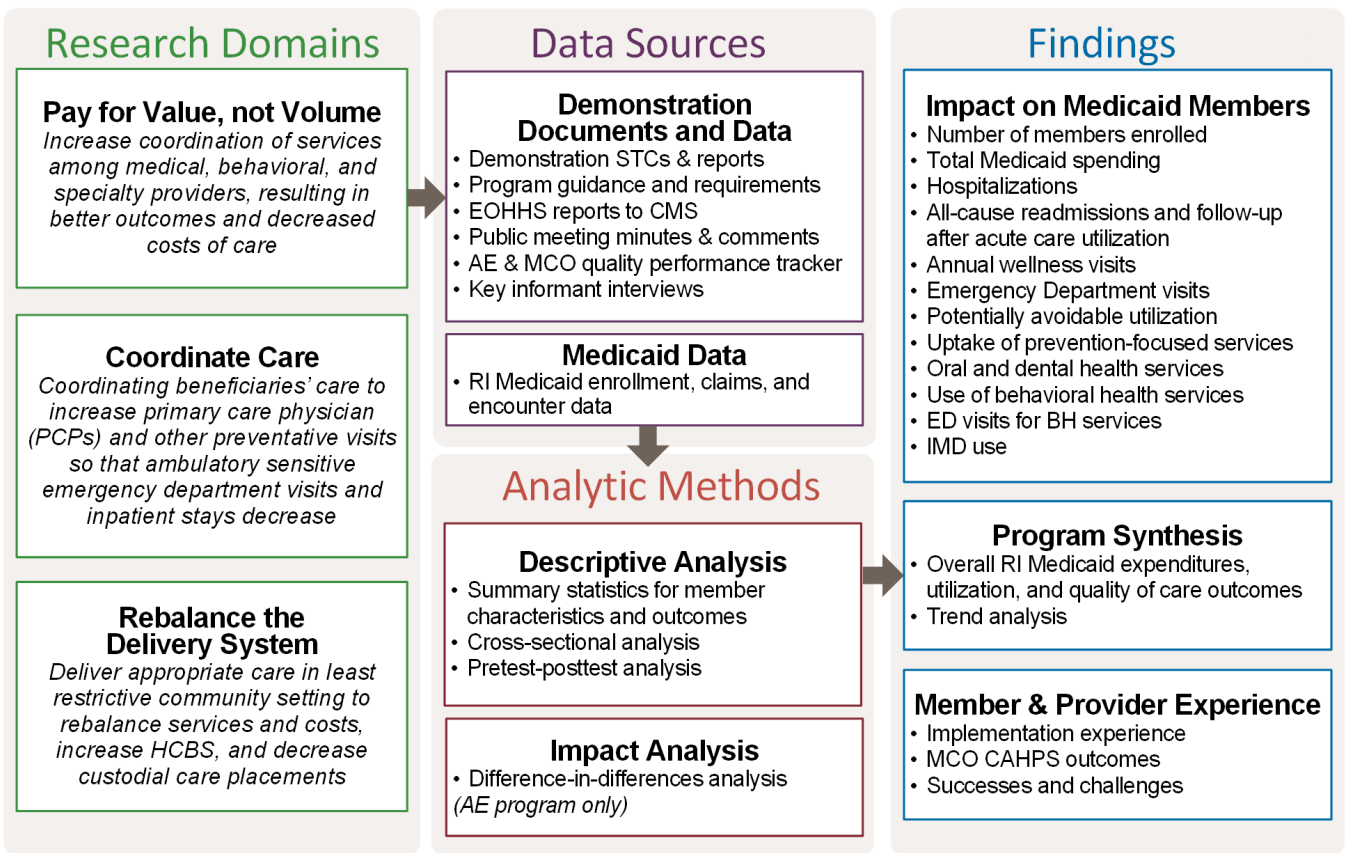 Research Domains
Pay for Value, not Volume
Increase coordination of services
among medical, behavioral, and
specialty providers, resulting in
better outcomes and decreased
costs of care
Coordinate Care
Coordinating beneficiaries’ care to
increase primary care physician
(PCPs) and other preventative visits
so that ambulatory sensitive
emergency department visits and
inpatient stays decrease
Rebalance the
Delivery System
Deliver appropriate care in least
restrictive community setting to
rebalance services and costs,
increase HCBS, and decrease
custodial care placements
Data Sources
Demonstration
Documents and Data
• Demonstration STCs & reports
• Program guidance and requirements
• EOHHS reports to CMS
• Public meeting minutes & comments
• AE & MCO quality performance tracker
• Key informant interviews
Medicaid Data
• RI Medicaid enrollment, claims, and
encounter data
Analytic Methods
Descriptive Analysis
• Summary statistics for member
characteristics and outcomes
• Cross-sectional analysis
• Pretest-posttest analysis
Impact Analysis
• Difference-in-differences analysis
(AE program only)
Findings
Impact on Medicaid Members
• Number of members enrolled
• Total Medicaid spending
• Hospitalizations
• All-cause readmissions and follow-up
after acute care utilization
• Annual wellness visits
• Emergency Department visits
• Potentially avoidable utilization
• Uptake of prevention-focused services
• Oral and dental health services
• Use of behavioral health services
• ED visits for BH services
• IMD use
Program Synthesis
• Overall RI Medicaid expenditures,
utilization, and quality of care outcomes
• Trend analysis
Member & Provider Experience
• Implementation experience
• MCO CAHPS outcomes
• Successes and challenges